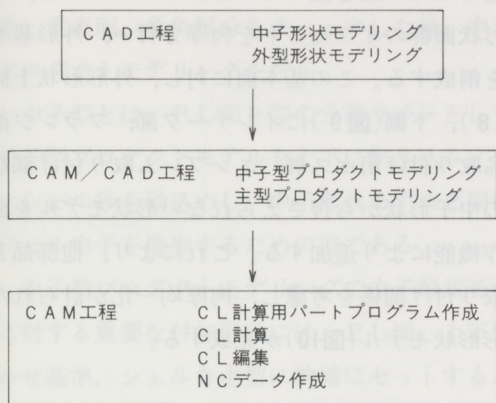 CAD工程 中子形状モデリング
外型形状モデリング
CAM/CAD工程 中子型プロダクトモデリング
主型プロダクトモデリング
CAM工程 CL計算用パートプログラム作成
CL計算
CL編集
NCデータ作成